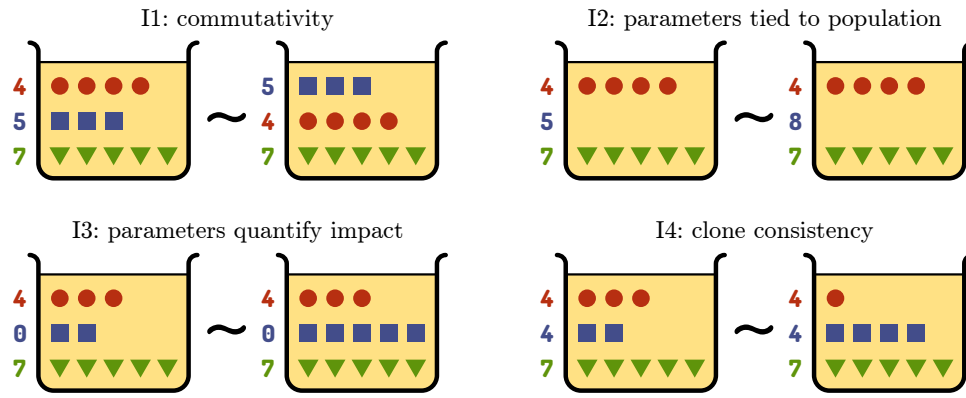 I1: commutativity
I2: parameters tied to population
4 5 4 4
5 4 5 8
7 7 7 7
~ ~
I3: parameters quantify impact
I4: clone consistency
4 4 4 4
0 0 4 4
7 7 7 7
~ ~